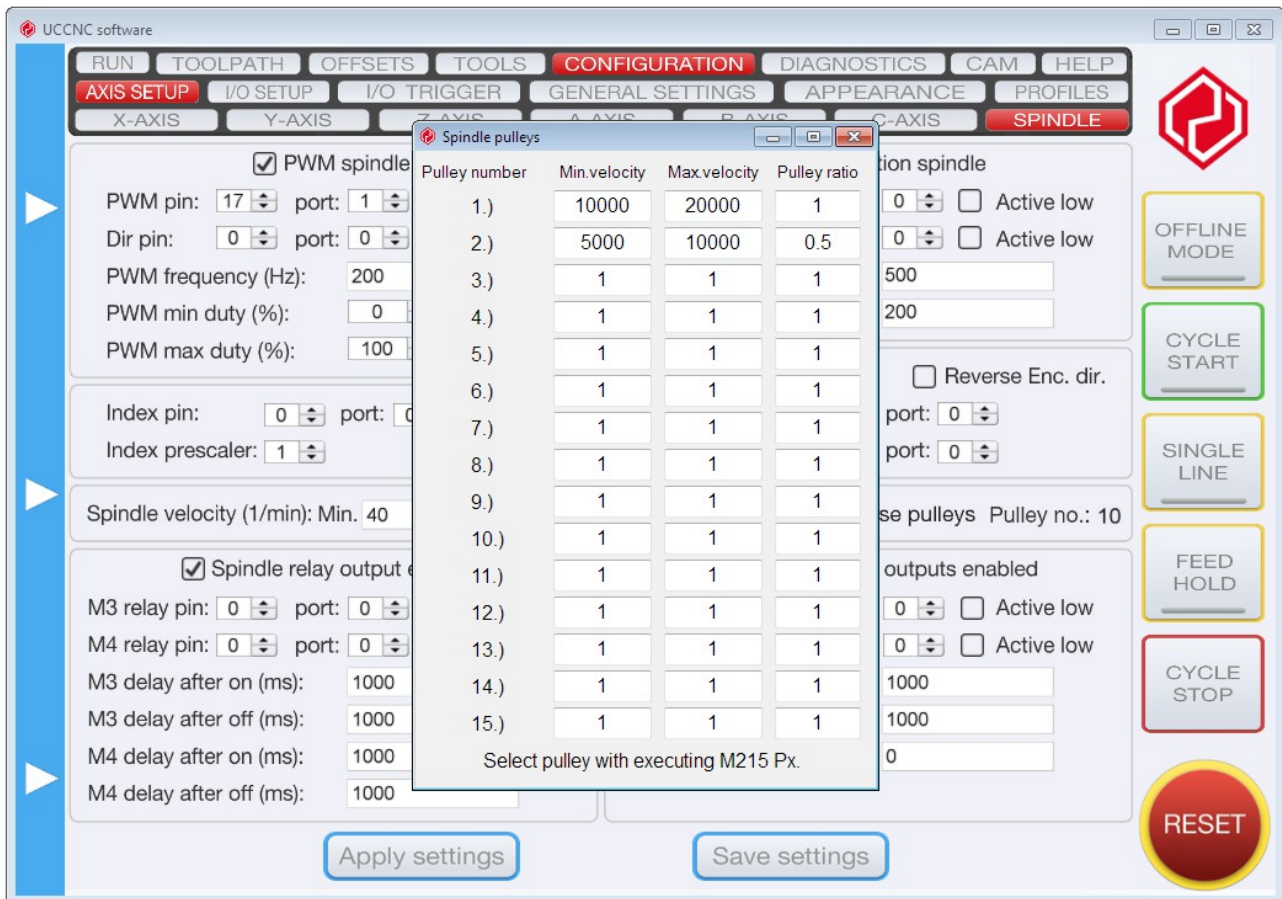 UCCNC software
RUN TOOLPATH OFFSETS TOOLS CONFIGURATION DIAGNOSTICS CAM HELP
AXIS SETUP I/O SETUP I/O TRIGGER GENERAL SETTINGS APPEARANCE PROFILES
X-AXIS Y-AXIS Z-AXIS A-AXIS B-AXIS C-AXIS SPINDLE
Spindle pulleys
Pulley number Min.velocity Max.velocity Pulley ratio
1.) 10000 20000 1
2.) 5000 10000 0.5
3.) 1 1 1
4.) 1 1 1
5.) 1 1 1
6.) 1 1 1
7.) 1 1 1
8.) 1 1 1
9.) 1 1 1
10.) 1 1 1
11.) 1 1 1
12.) 1 1 1
13.) 1 1 1
14.) 1 1 1
15.) 1 1 1
Select pulley with executing M215 Px.
PWM spindle
PWM pin: 17 port: 1
Dir pin: 0 port: 0
PWM frequency (Hz): 200
PWM min duty (%): 0
PWM max duty (%): 100
Index pin: 0 port:
Index prescaler: 1
Spindle velocity (1/min): Min. 40
Spindle relay output
M3 relay pin: 0 port: 0
M4 relay pin: 0 port: 0
M3 delay after on (ms): 1000
M3 delay after off (ms): 1000
M4 delay after on (ms): 1000
M4 delay after off (ms): 1000
spindle
0 Active low
0 Active low
500
200
Reverse Enc. dir.
port: 0
port: 0
pulleys Pulley no.: 10
outputs enabled
0 Active low
0 Active low
1000
1000
0
Apply settings
Save settings
OFFLINE
MODE
CYCLE
START
SINGLE
LINE
FEED
HOLD
CYCLE
STOP
RESET